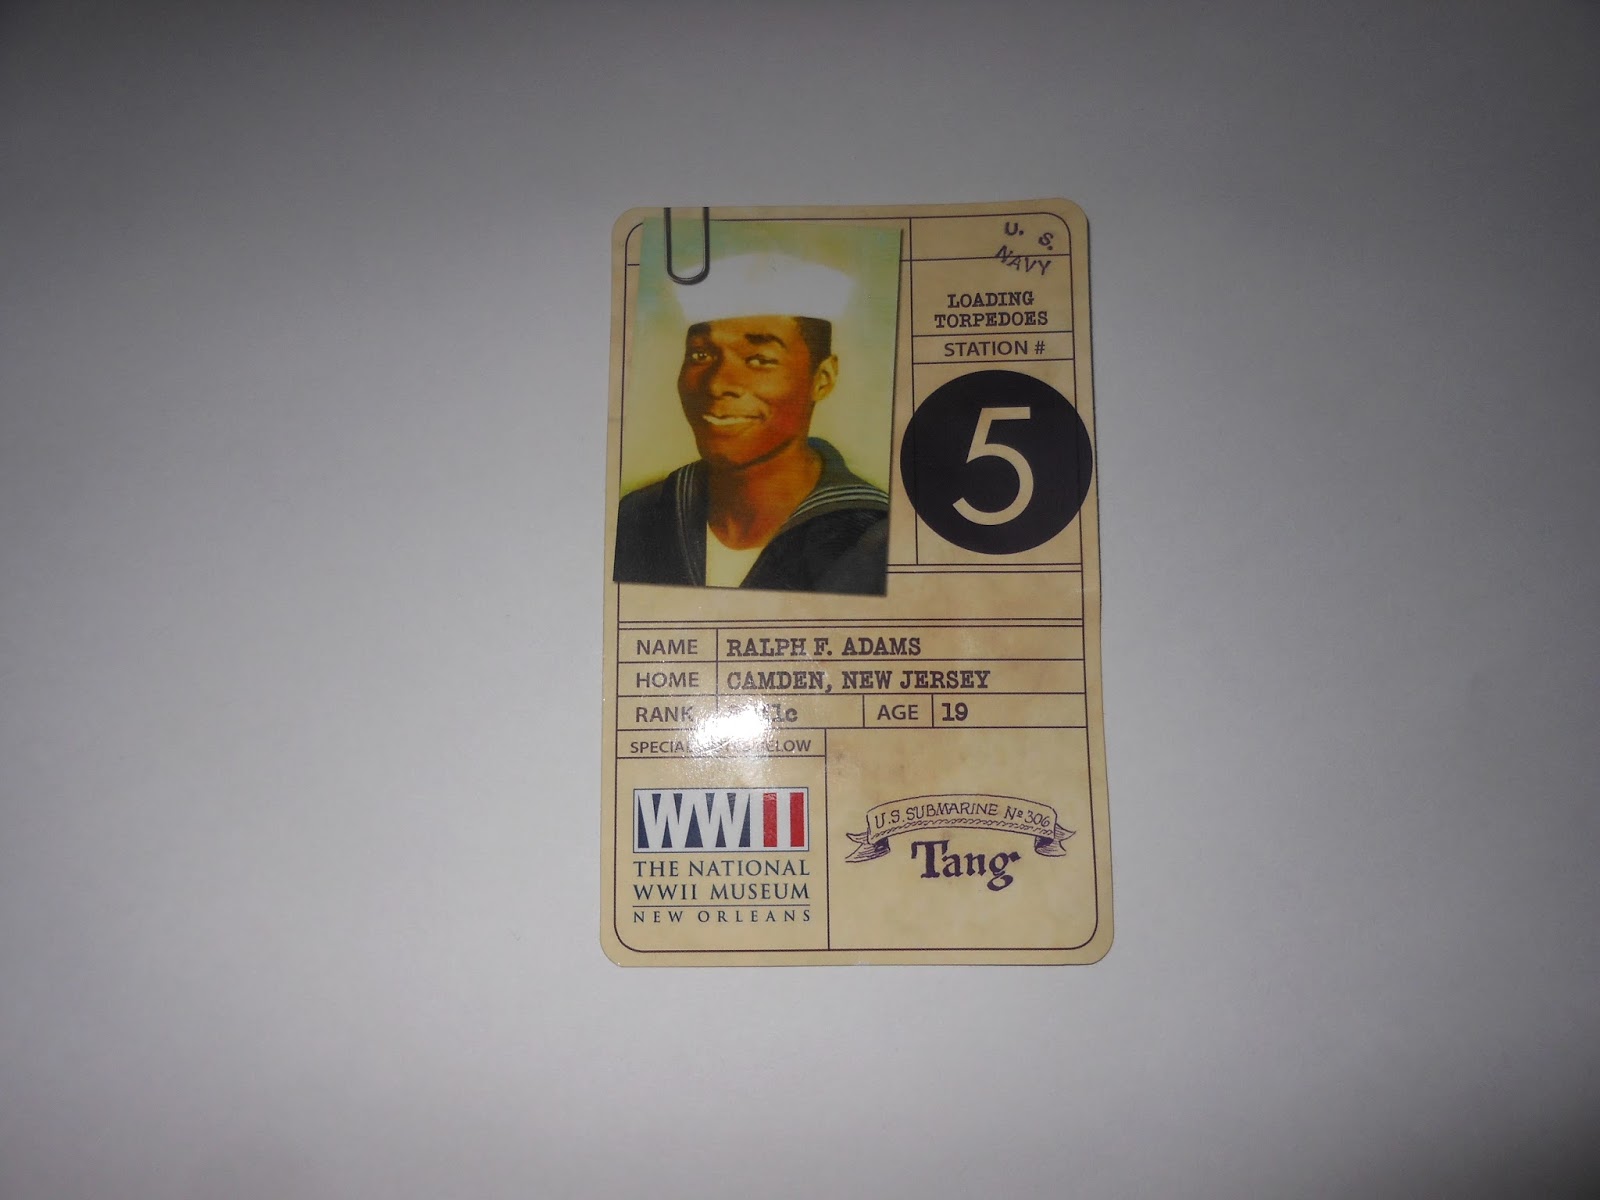 U. S.
NAVY
LOADING
TORPEDOES
STATION #
5
NAME RALPH F. ADAMS
HOME CAMDEN, NEW JERSEY
RANK AGE 19
BELOW
WWII
THE NATIONAL
WWII MUSEUM
NEW ORLEANS
U.S. SUBMARINE Nº 306
Tang